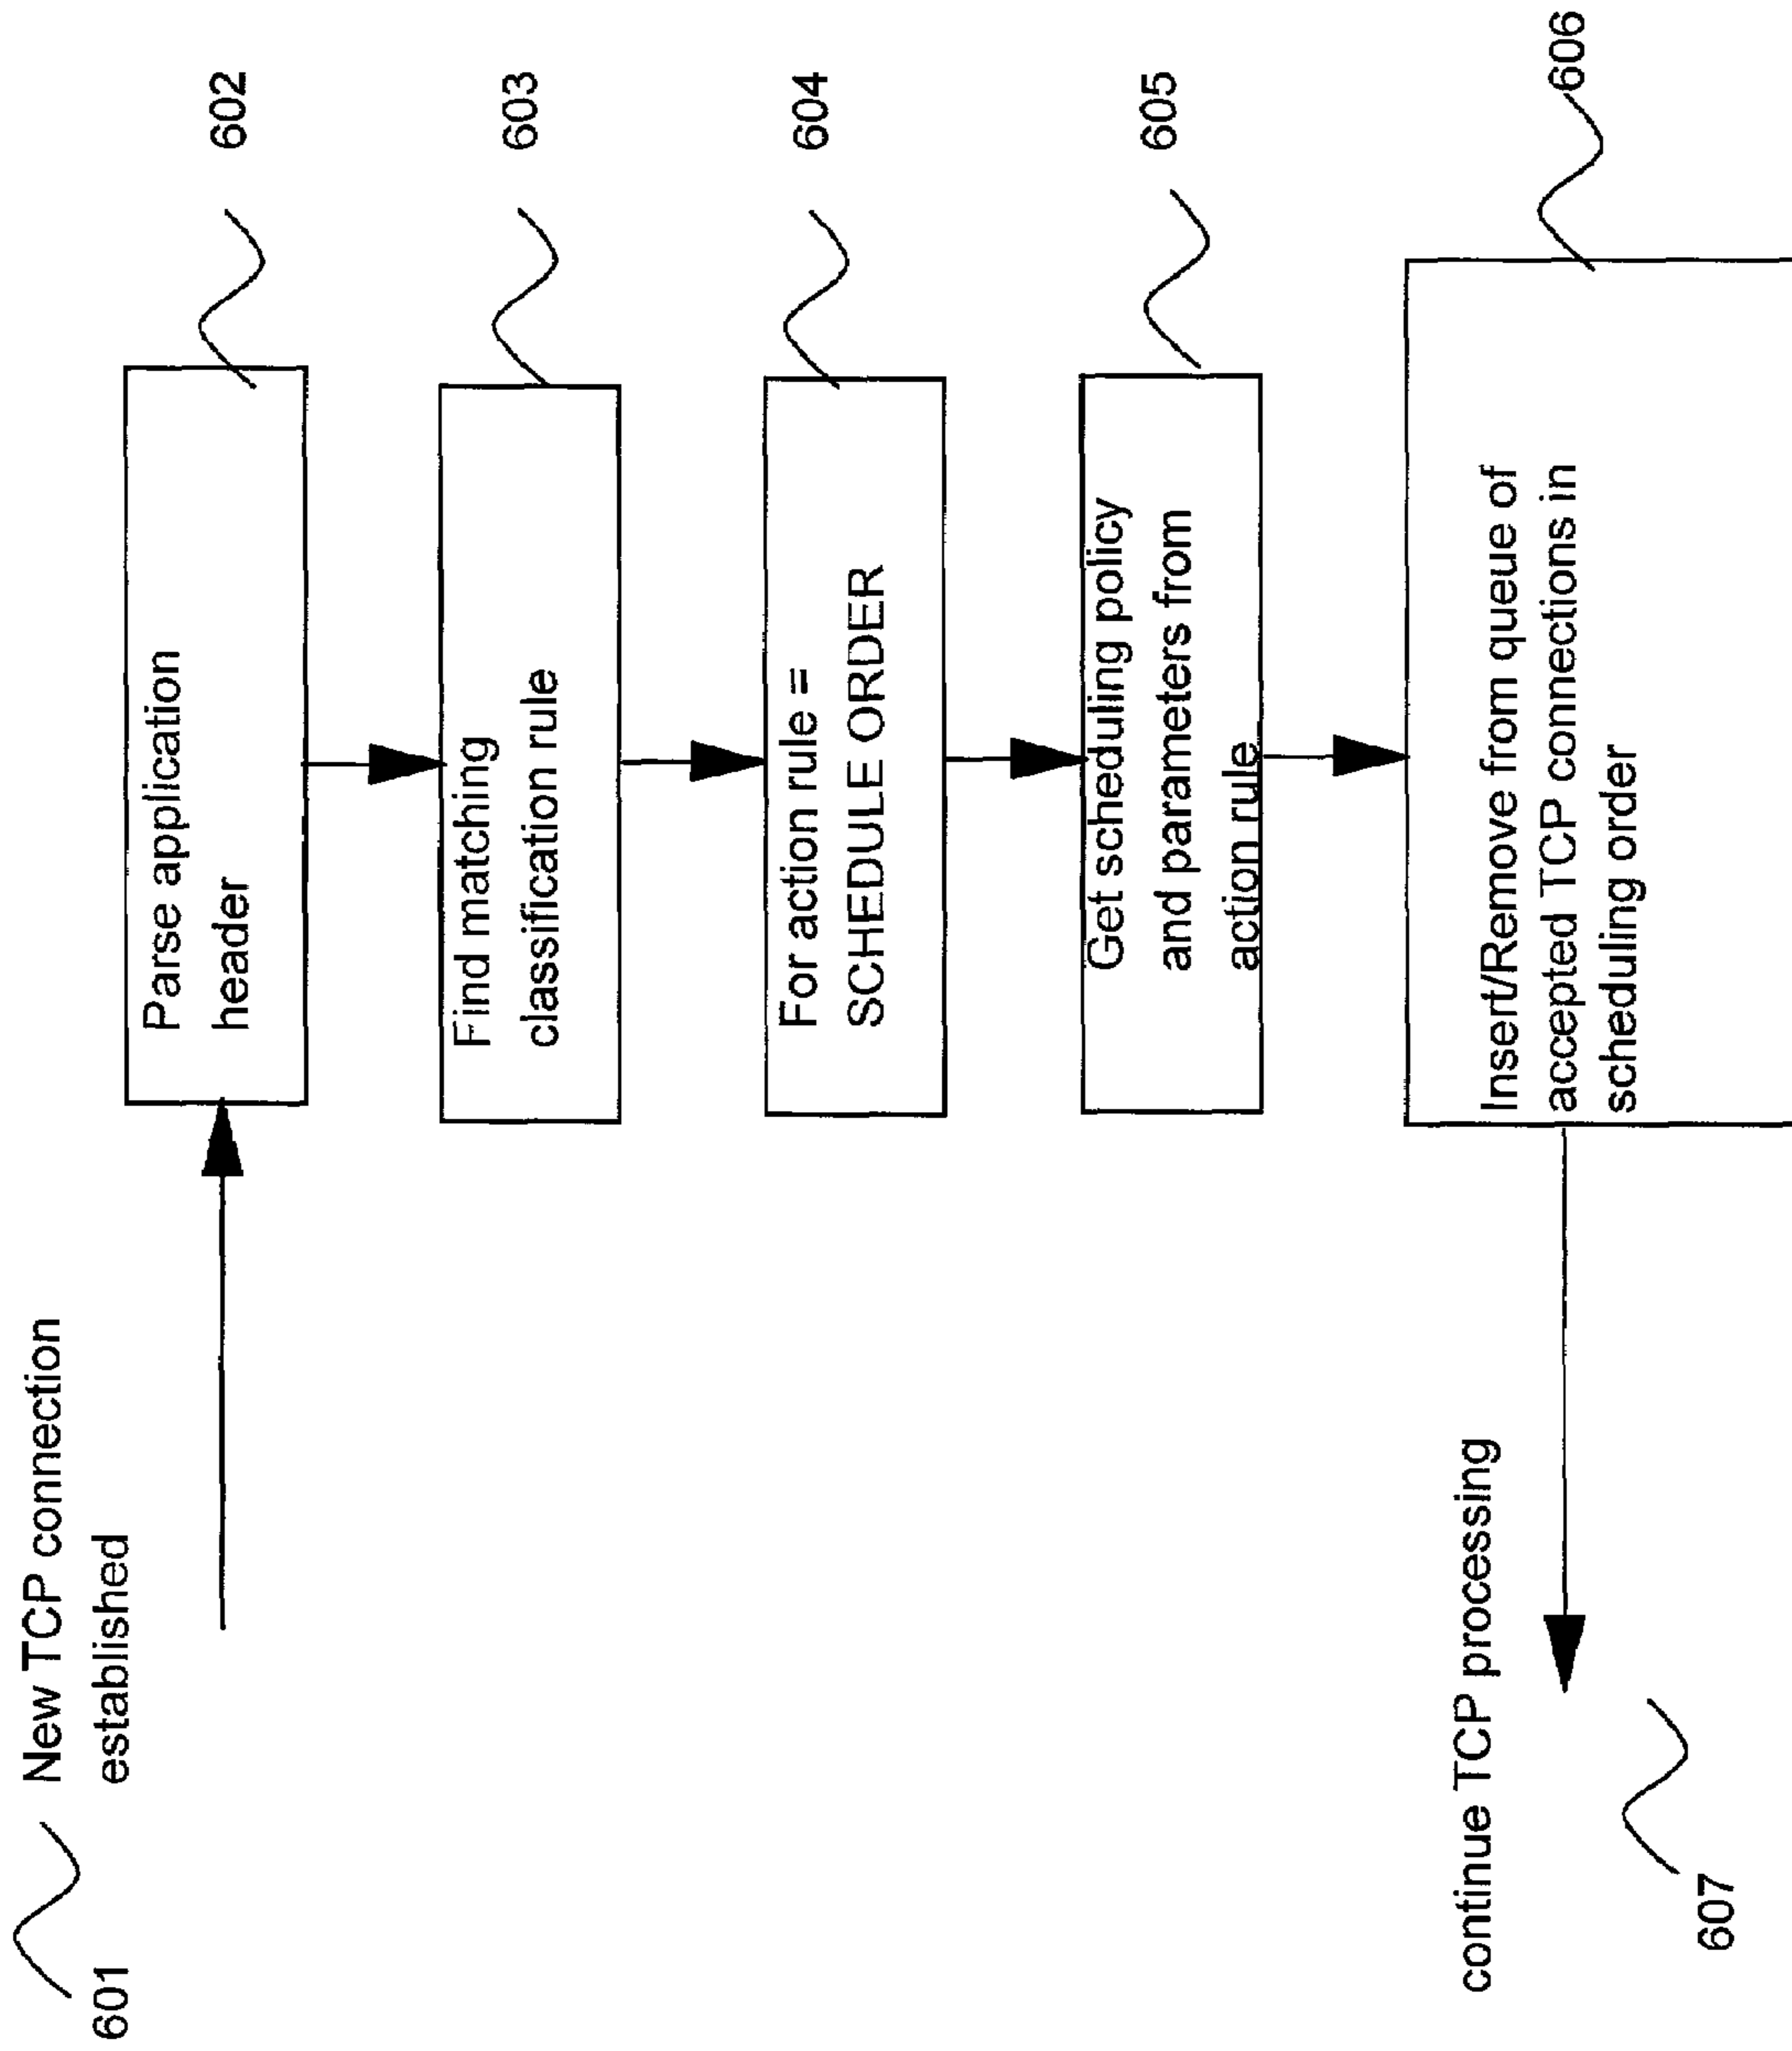 601
New TCP connection
established
Parse application
header
602
Find matching
classification rule
603
For action rule =
SCHEDULE ORDER
604
Get scheduling policy
and parameters from
action rule
605
Insert/Remove from queue of
accepted TCP connections in
scheduling order
606
continue TCP processing
607